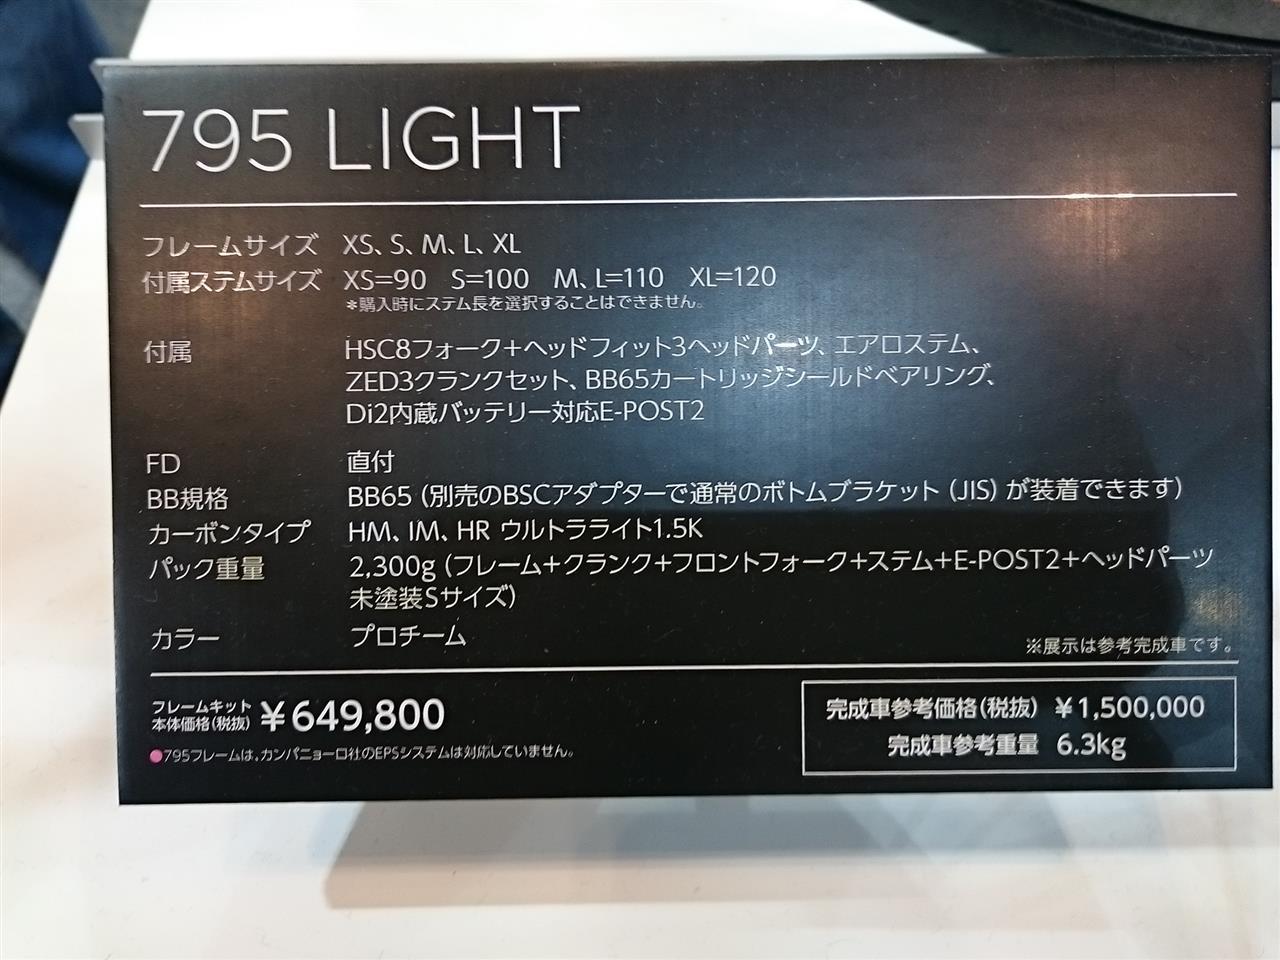 795 LIGHT
フレームサイズ XS、S、M、L、XL
付属ステムサイズ XS=90 S=100 M、L=110 XL=120
＊購入時にステム長を選択することはできません。
付属 HSC8フォーク＋ヘッドフィット3ヘッドパーツ、エアロステム、
ZED3クランクセット、BB65カートリッジシールドベアリング、
Di2内蔵バッテリー対応E-POST2
FD 直付
BB規格 BB65（別売のBSCアダプターで通常のボトムブラケット（JIS）が装着できます）
カーボンタイプ HM、IM、HR ウルトラライト1.5K
パック重量 2,300g（フレーム＋クランク＋フロントフォーク＋ステム＋E-POST2＋ヘッドパーツ
未塗装Sサイズ）
カラー プロチーム
※展示は参考完成車です。
フレームキット
本体価格（税抜） ￥649,800
●795フレームは、カンパニョーロ社のEPSシステムは対応していません。
完成車参考価格（税抜） ￥1,500,000
完成車参考重量 6.3kg